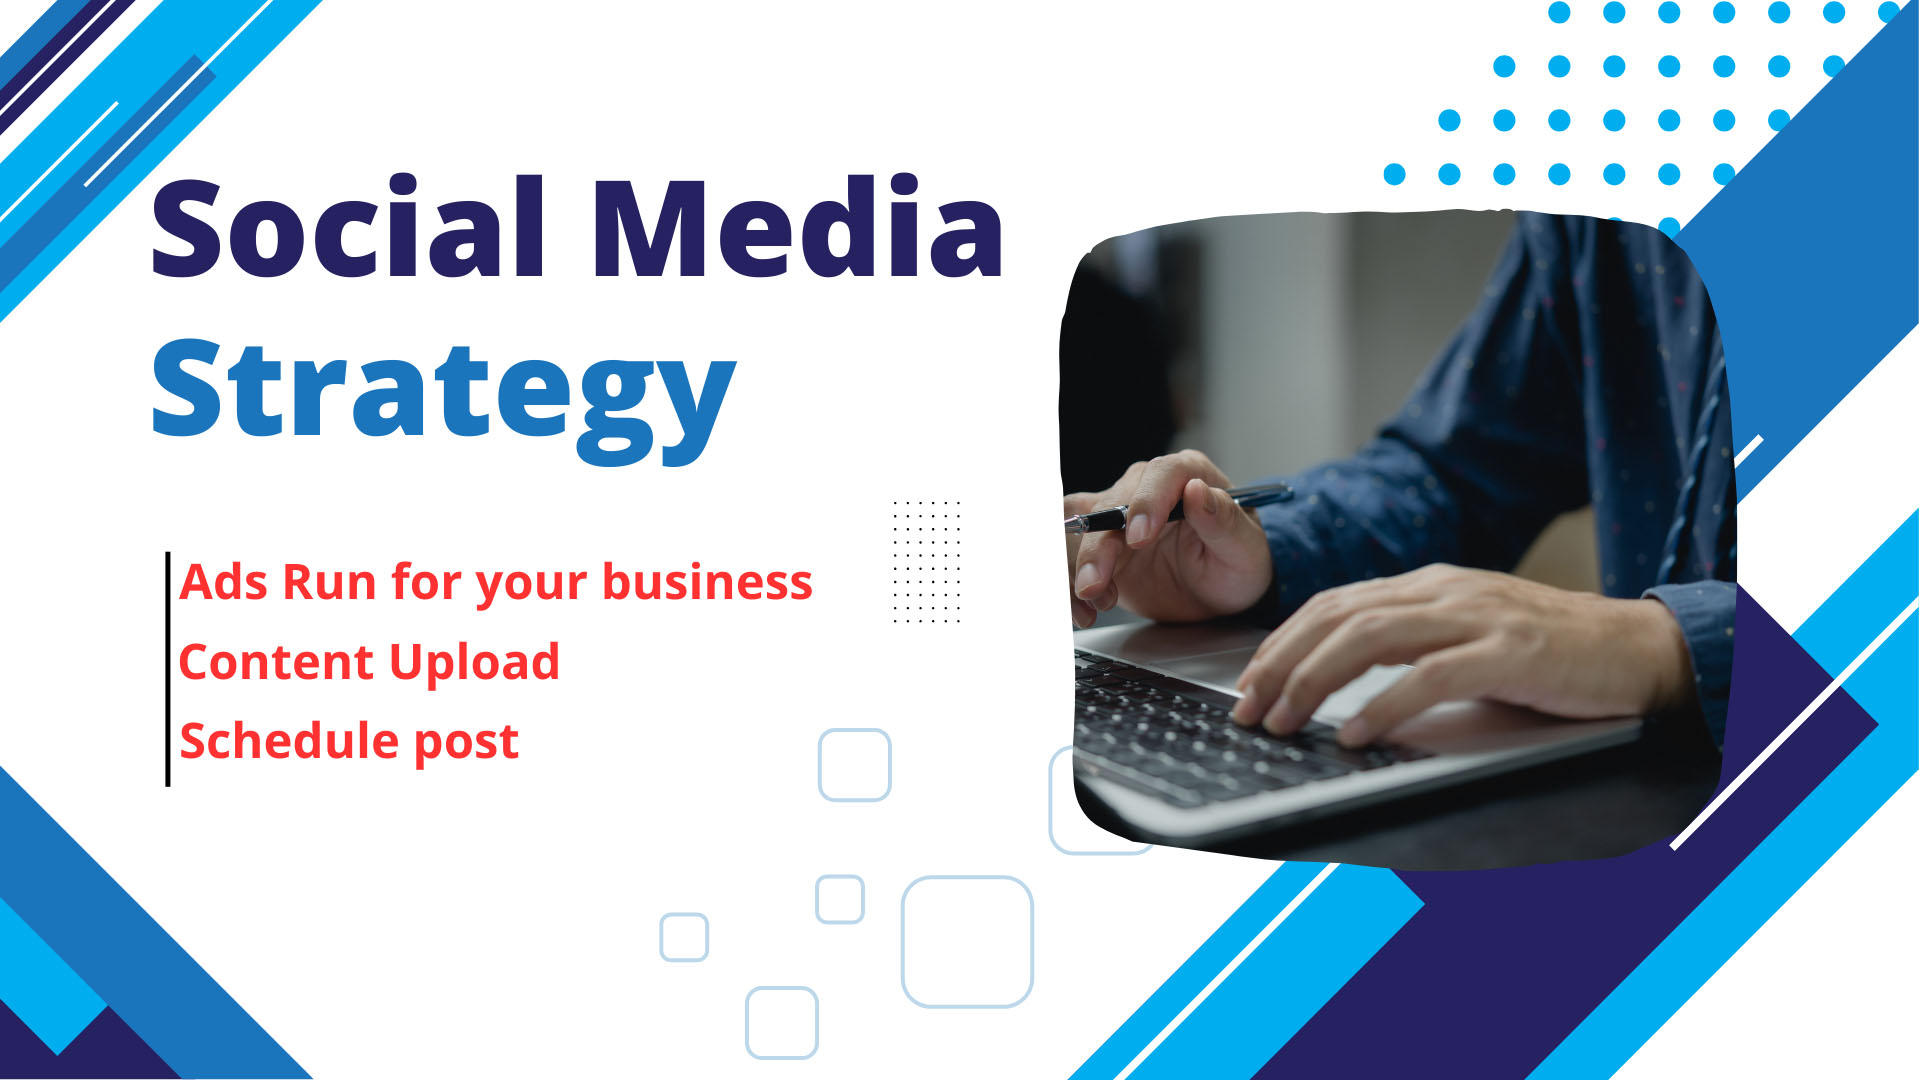 Social Media
Strategy
Ads Run for your business
Content Upload
Schedule post